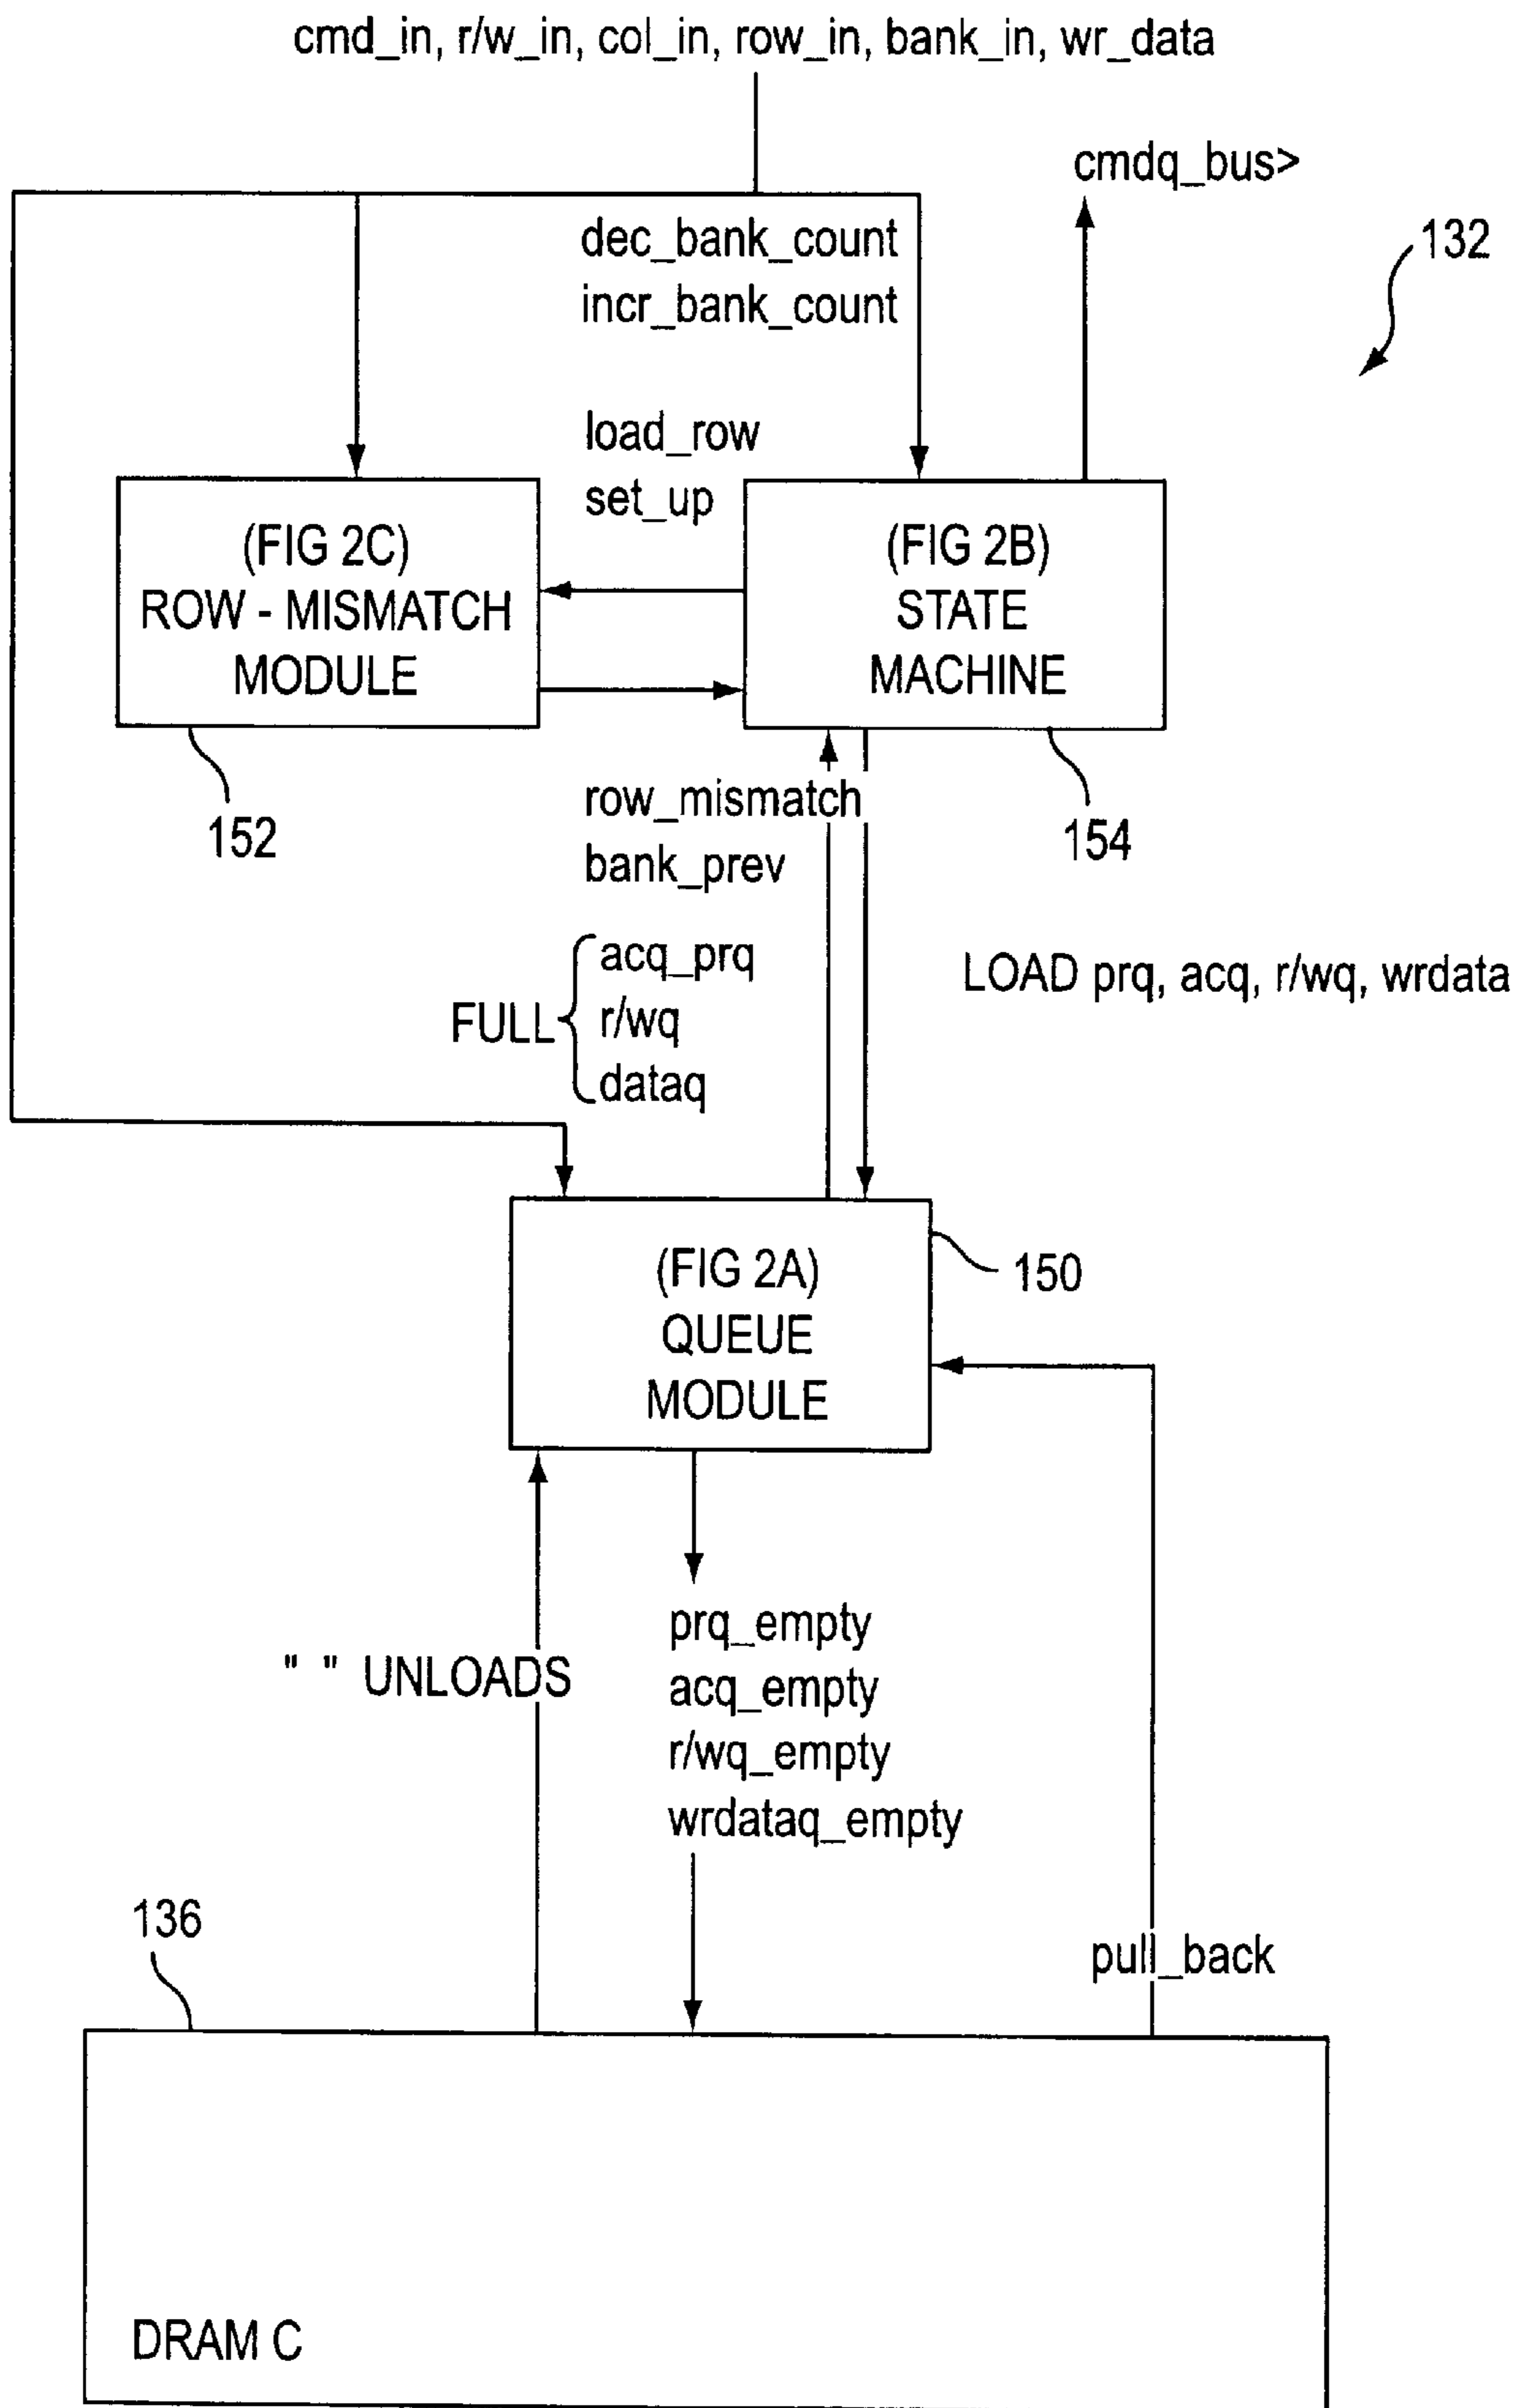 cmd_in, r/w_in, col_in, row_in, bank_in, wr_data
cmdq_bus>
132
dec_bank_count
incr_bank_count
load_row
set_up
(FIG 2C)
ROW - MISMATCH
MODULE
(FIG 2B)
STATE
MACHINE
152
154
row_mismatch
bank_prev
FULL
acq_prq
r/wq
dataq
LOAD prq, acq, r/wq, wrdata
(FIG 2A)
QUEUE
MODULE
150
" " UNLOADS
prq_empty
acq_empty
r/wq_empty
wrdataq_empty
136
pull_back
DRAM C